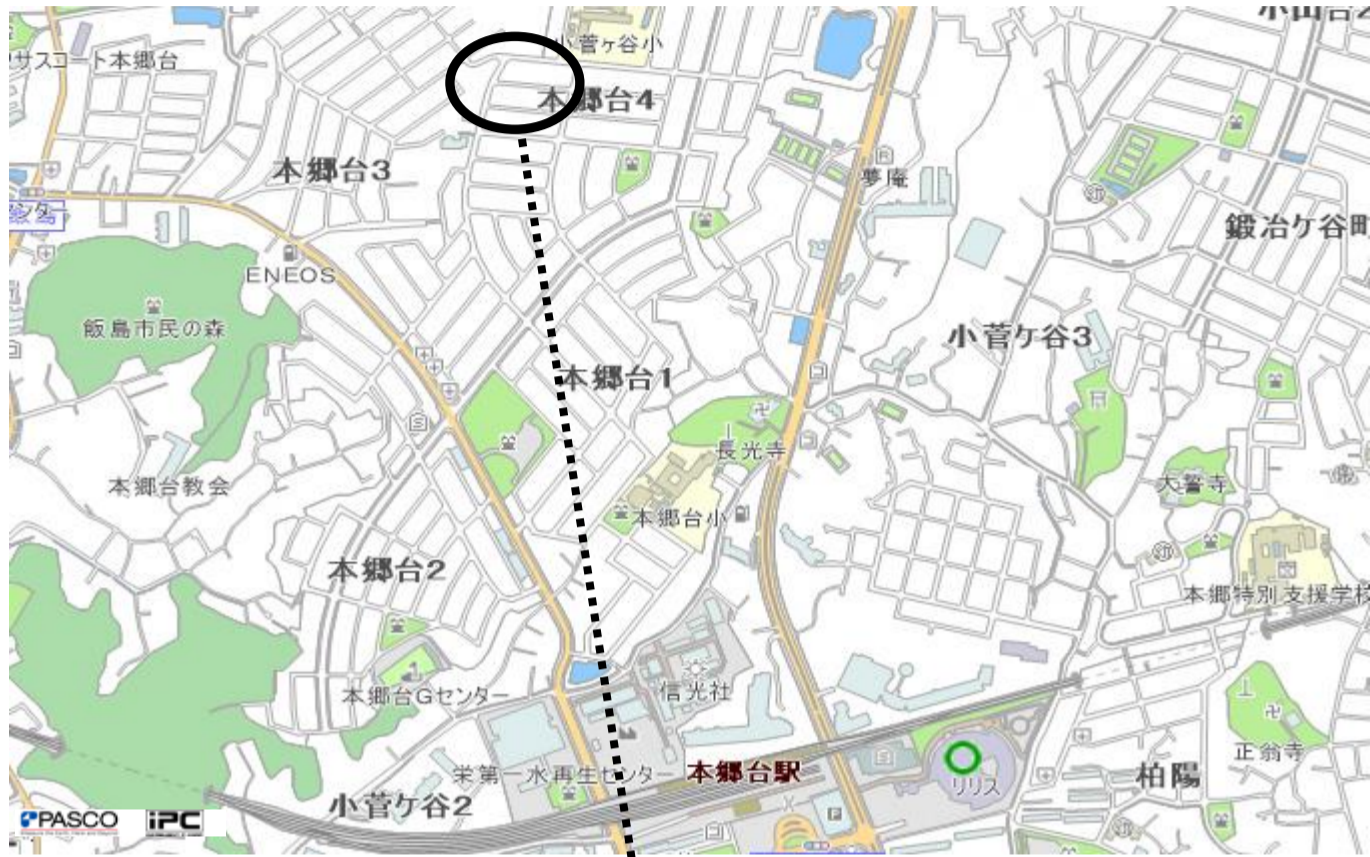 小菅ヶ谷小
サスコート本郷台
本郷台4
本郷台3
夢庵
鍛冶ケ谷町
ENEOS
飯島市民の森
小菅ケ谷3
本郷台1
長光寺
大誓寺
本郷台教会
本郷台小
本郷台2
本郷特別支援学校
本郷台Gセンター
信光社
正翁寺
栄第一水再生センター
本郷台駅
リリス
柏陽
小菅ケ谷2
PASCO
iPC